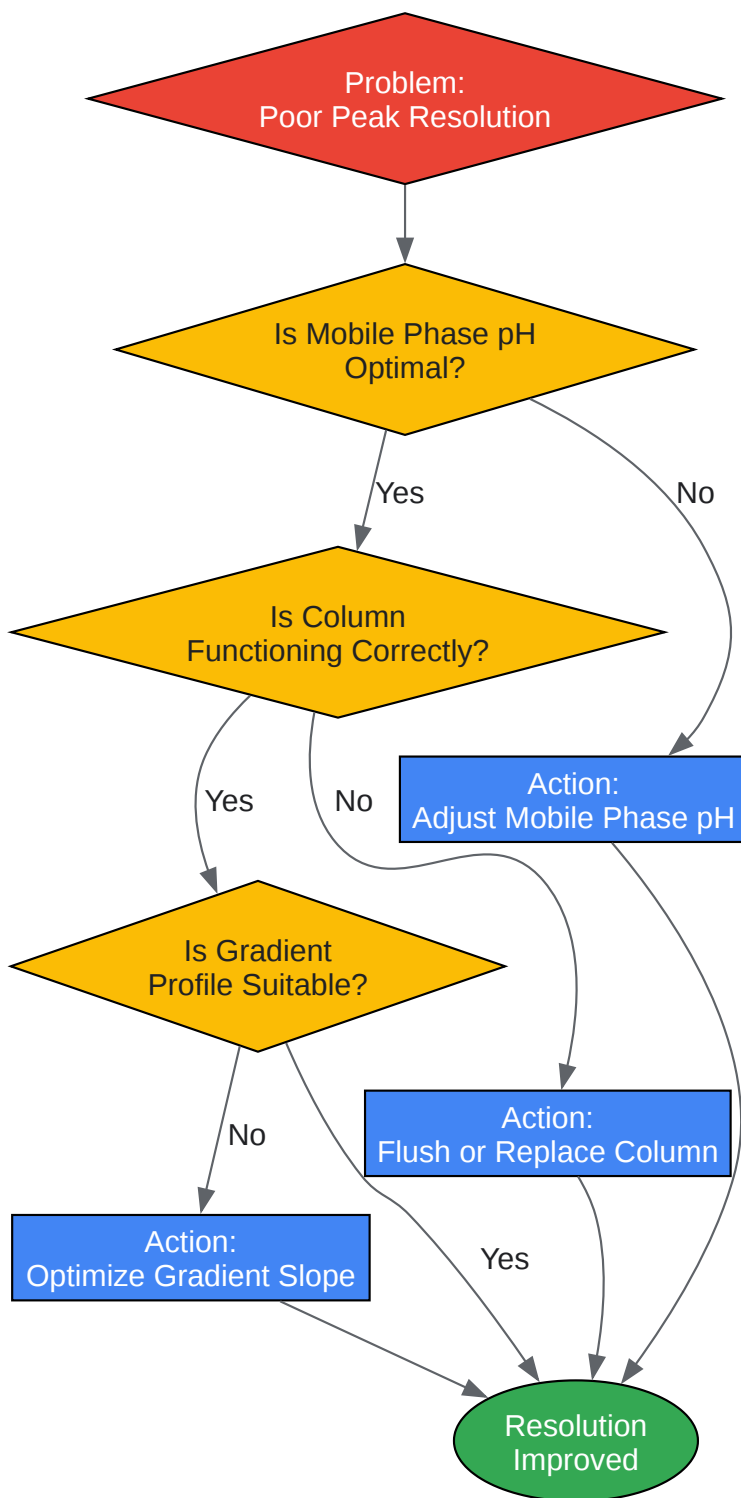 Problem:
Poor Peak Resolution
Is Mobile Phase pH
Optimal?
Yes
No
Is Column
Functioning Correctly?
Yes
No
Action:
Adjust Mobile Phase pH
Is Gradient
Profile Suitable?
No
Action:
Flush or Replace Column
Action:
Optimize Gradient Slope
Yes
Resolution
Improved